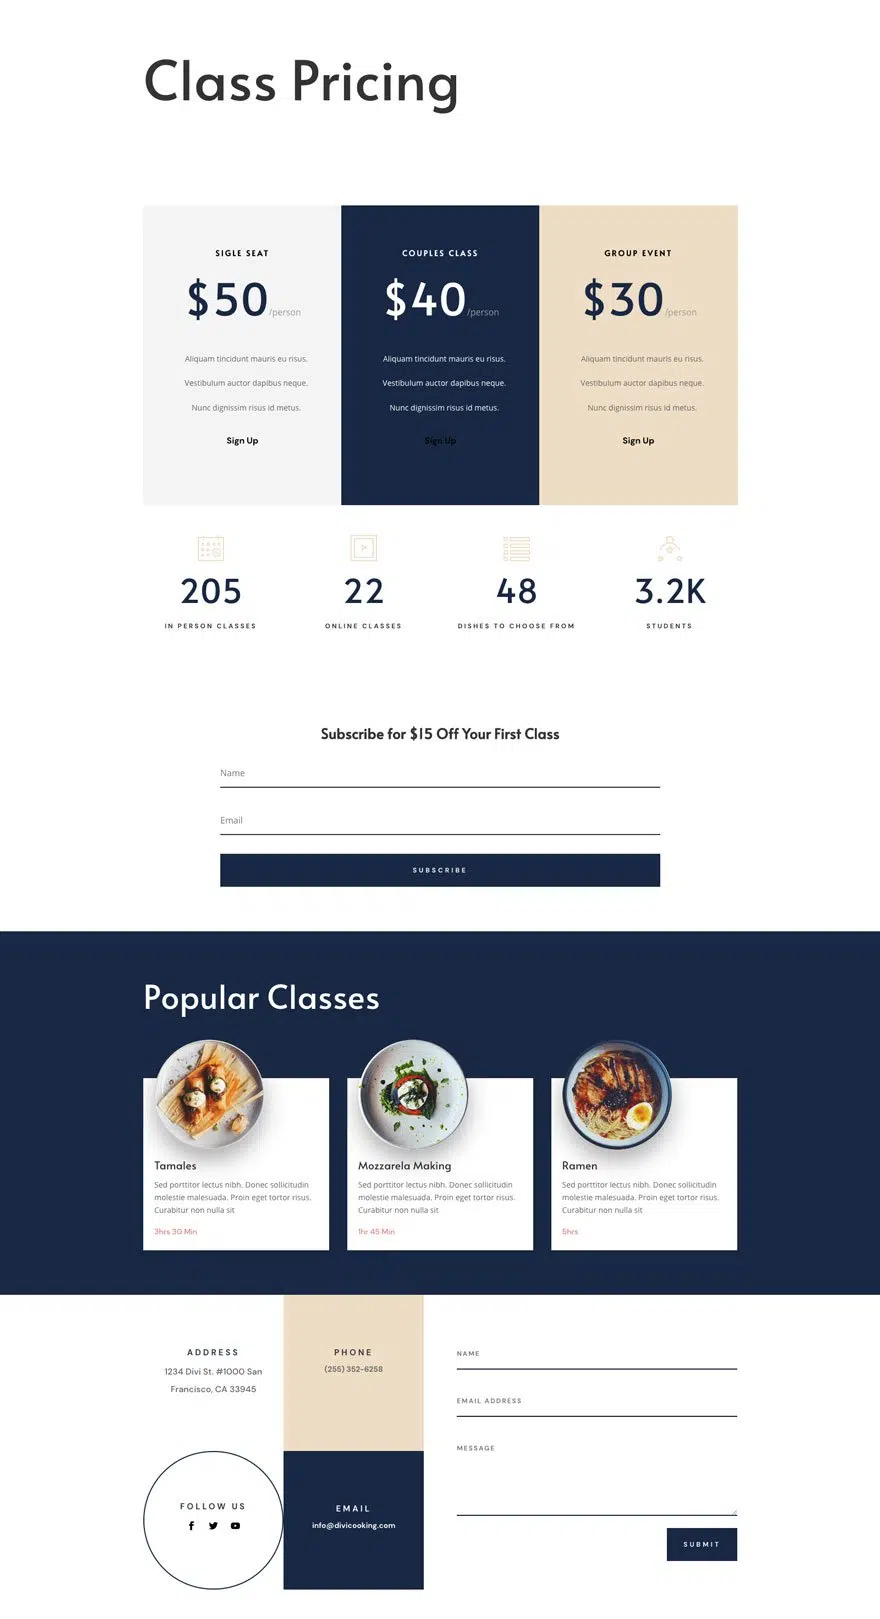 Class Pricing
SIGLE SEAT
$50/person
Aliquam tincidunt mauris eu risus.
Vestibulum auctor dapibus neque.
Nunc dignissim risus id metus.
Sign Up
COUPLES CLASS
$40/person
Aliquam tincidunt mauris eu risus.
Vestibulum auctor dapibus neque.
Nunc dignissim risus id metus.
Sign Up
GROUP EVENT
$30/person
Aliquam tincidunt mauris eu risus.
Vestibulum auctor dapibus neque.
Nunc dignissim risus id metus.
Sign Up
205
IN PERSON CLASSES
22
ONLINE CLASSES
48
DISHES TO CHOOSE FROM
3.2K
STUDENTS
Subscribe for $15 Off Your First Class
Name
Email
SUBSCRIBE
Popular Classes
Tamales
Sed porttitor lectus nibh. Donec sollicitudin
molestie malesuada. Proin eget tortor risus.
Curabitur non nulla sit
3hrs 30 Min
Mozzarela Making
Sed porttitor lectus nibh. Donec sollicitudin
molestie malesuada. Proin eget tortor risus.
Curabitur non nulla sit
1hr 45 Min
Ramen
Sed porttitor lectus nibh. Donec sollicitudin
molestie malesuada. Proin eget tortor risus.
Curabitur non nulla sit
5hrs
ADDRESS
1234 Divi St. #1000 San
Francisco, CA 33945
PHONE
(255) 352-6258
FOLLOW US
EMAIL
info@divicooking.com
NAME
EMAIL ADDRESS
MESSAGE
SUBMIT